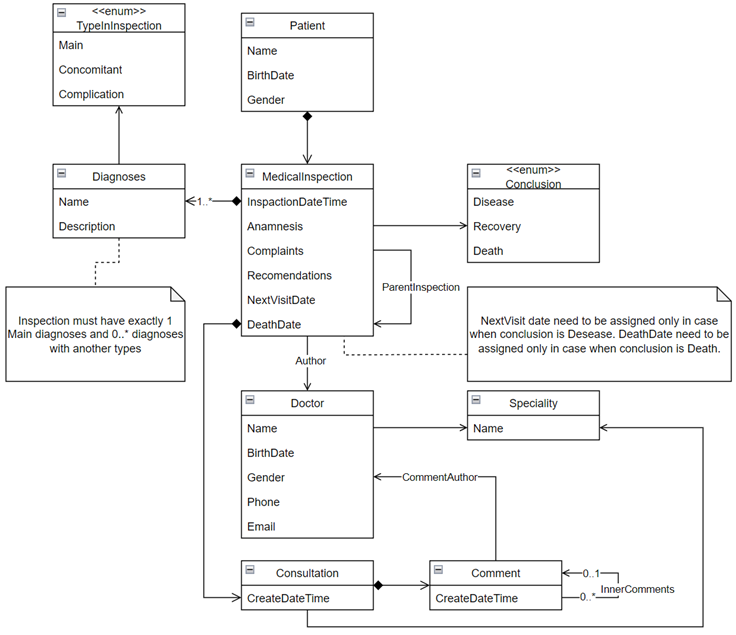 <<enum>>
TypeInInspection
Main
Concomitant
Complication
Patient
Name
BirthDate
Gender
Diagnoses
Name
Description
1..*
MedicalInspection
InspactionDateTime
Anamnesis
Complaints
Recomendations
NextVisitDate
DeathDate
<<enum>>
Conclusion
Disease
Recovery
Death
ParentInspection
Inspection must have exactly 1
Main diagnoses and 0..* diagnoses
with another types
NextVisit date need to be assigned only in case
when conclusion is Desease. DeathDate need to be
assigned only in case when conclusion is Death.
Author
Doctor
Name
BirthDate
Gender
Phone
Email
Speciality
Name
CommentAuthor
Consultation
CreateDateTime
Comment
CreateDateTime
0..1
InnerComments
0..*